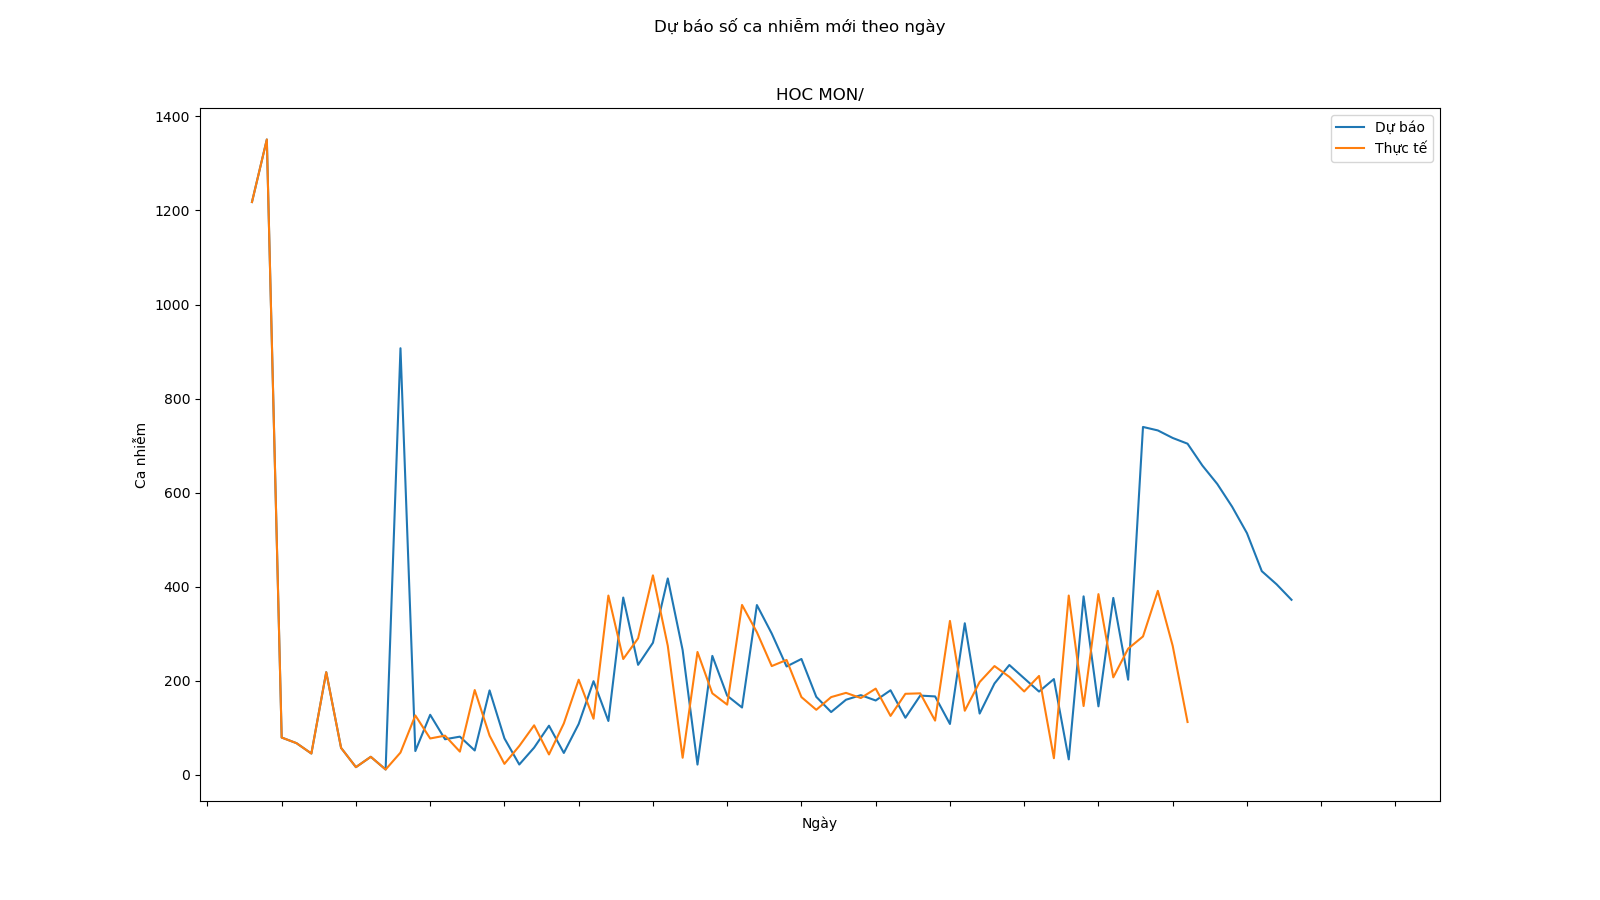 Dự báo số ca nhiễm mới theo ngày
HOC MON/
Dự báo
Thực tế
1400
1200
1000
800
600
400
200
0
Ca nhiễm
Ngày